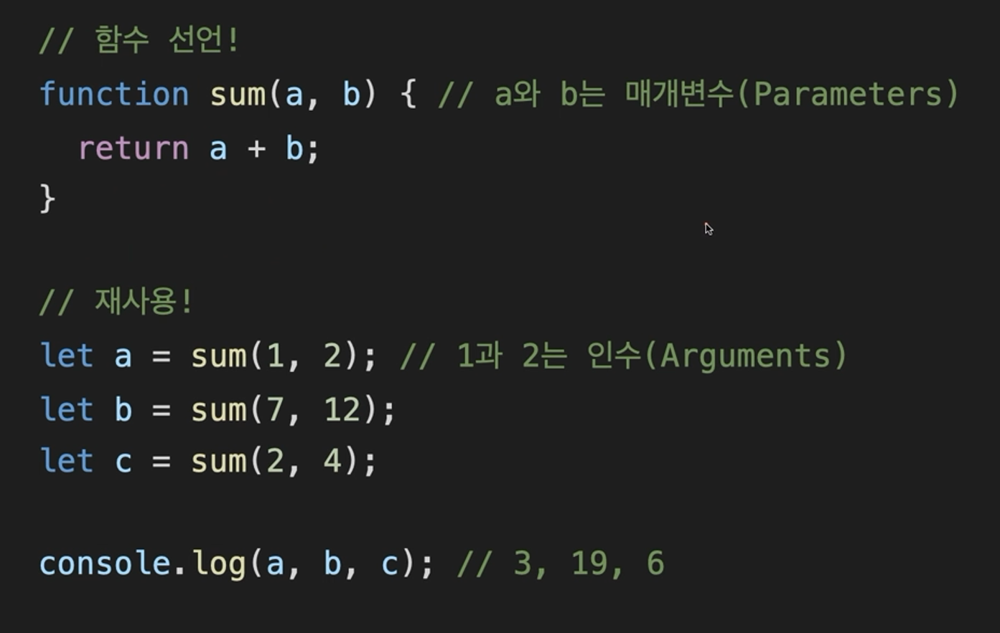 // 함수 선언!
function sum(a, b) { // a와 b는 매개변수(Parameters)
  return a + b;
}
// 재사용!
let a = sum(1, 2); // 1과 2는 인수(Arguments)
let b = sum(7, 12);
let c = sum(2, 4);
console.log(a, b, c); // 3, 19, 6